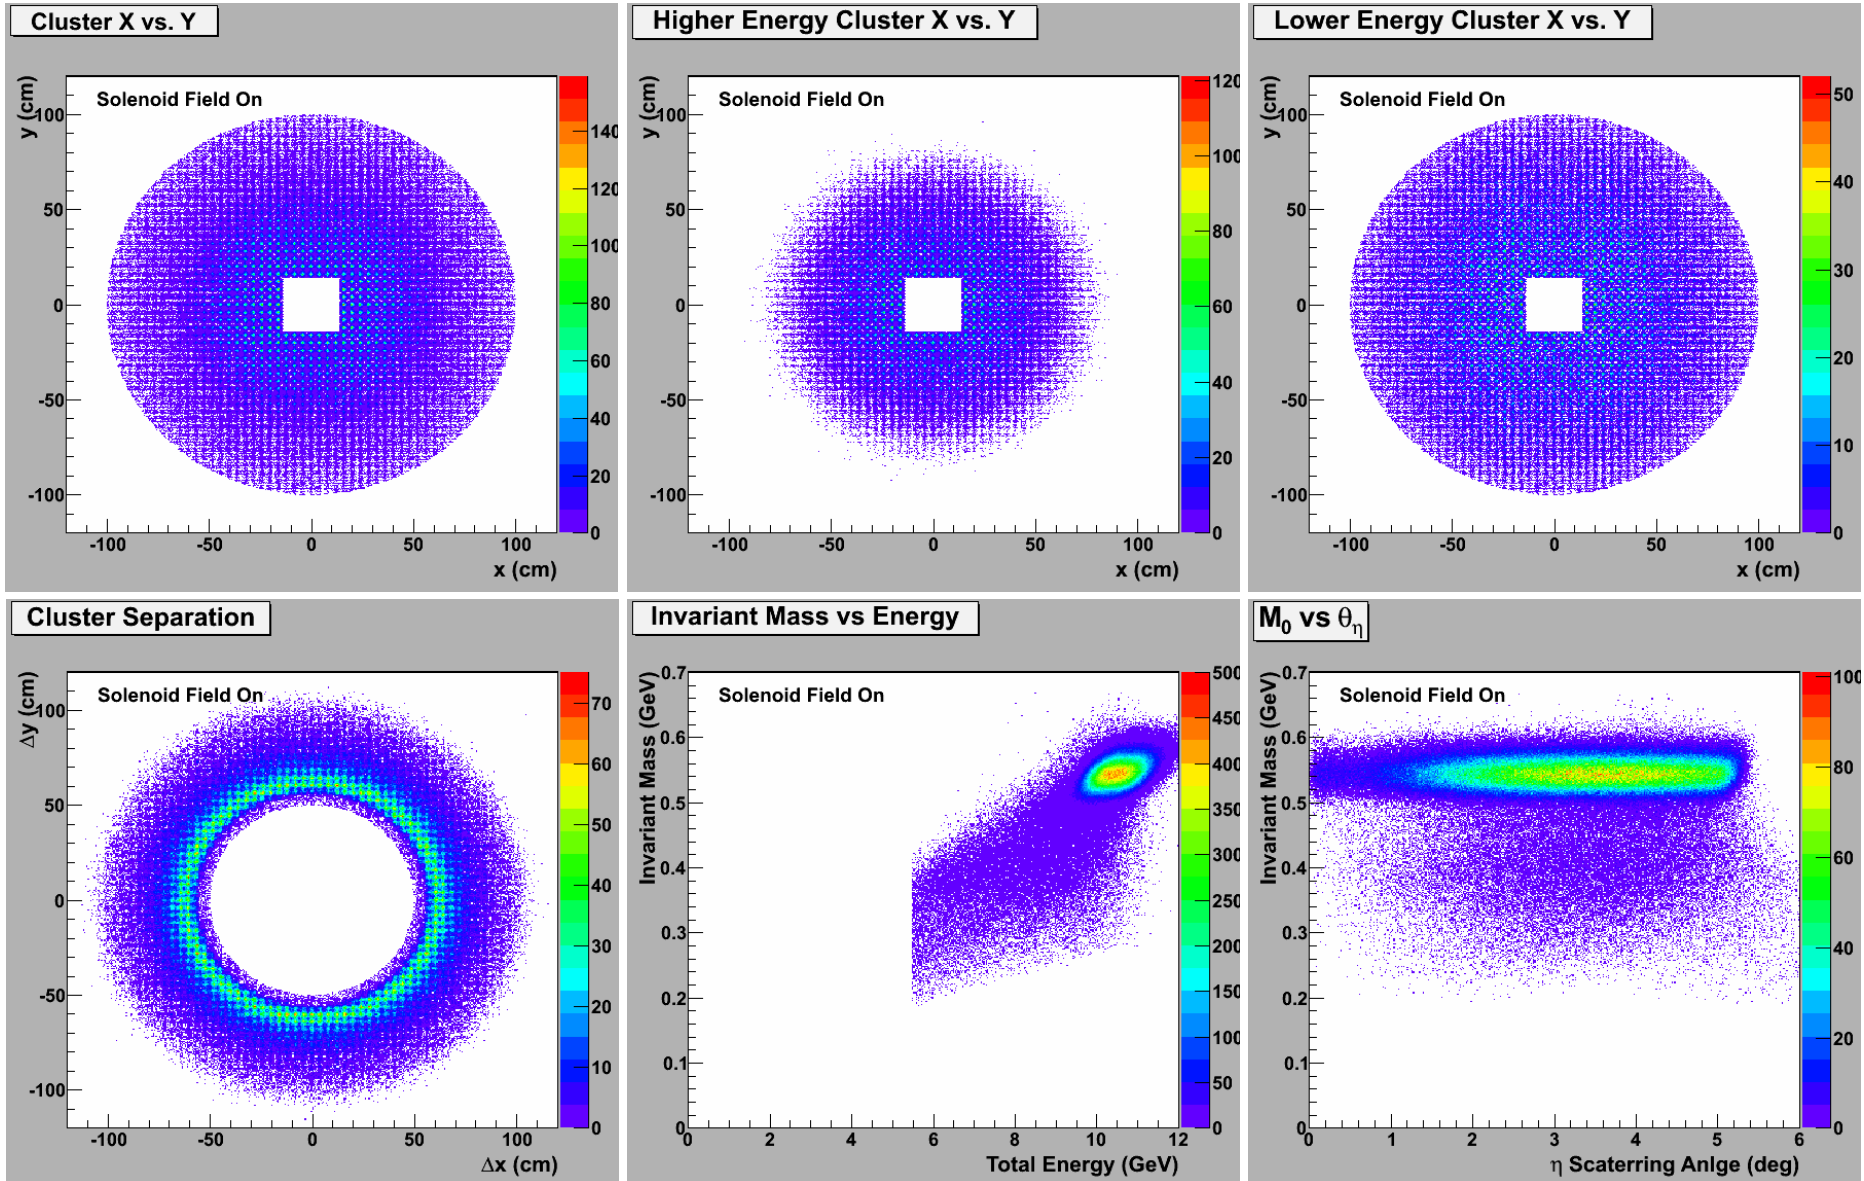 Cluster X vs. Y
y (cm)
Solenoid Field On
100
50
0
-50
-100
-100 -50 0 50 100
x (cm)
140
120
100
80
60
40
20
0
Higher Energy Cluster X vs. Y
y (cm)
Solenoid Field On
100
50
0
-50
-100
-100 -50 0 50 100
x (cm)
120
100
80
60
40
20
0
Lower Energy Cluster X vs. Y
y (cm)
Solenoid Field On
100
50
0
-50
-100
-100 -50 0 50 100
x (cm)
50
40
30
20
10
0
Cluster Separation
Δy (cm)
Solenoid Field On
100
50
0
-50
-100
-100 -50 0 50 100
Δx (cm)
70
60
50
40
30
20
10
0
Invariant Mass vs Energy
Invariant Mass (GeV)
Solenoid Field On
0.7
0.6
0.5
0.4
0.3
0.2
0.1
0
0 2 4 6 8 10 12
Total Energy (GeV)
500
450
400
350
300
250
200
150
100
50
0
M₀ vs θη
Invariant Mass (GeV)
Solenoid Field On
0.7
0.6
0.5
0.4
0.3
0.2
0.1
0
0 1 2 3 4 5 6
η Scaterring Anlge (deg)
100
80
60
40
20
0